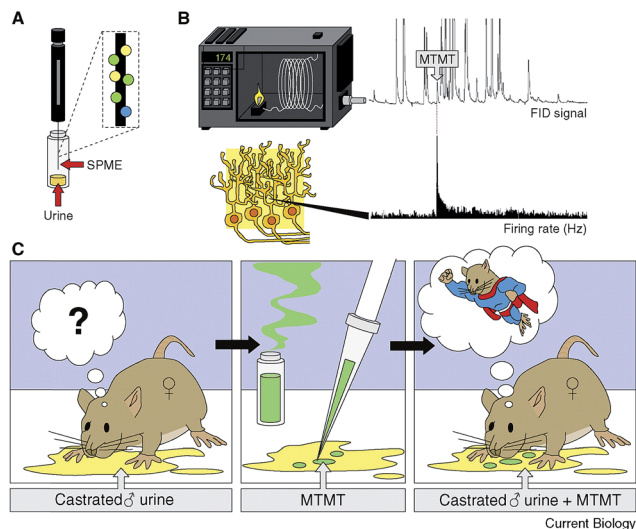 A
SPME
Urine
B
174
MTMT
FID signal
Firing rate (Hz)
C
?
♀
Castrated ♂ urine
MTMT
♀
Castrated ♂ urine + MTMT
Current Biology